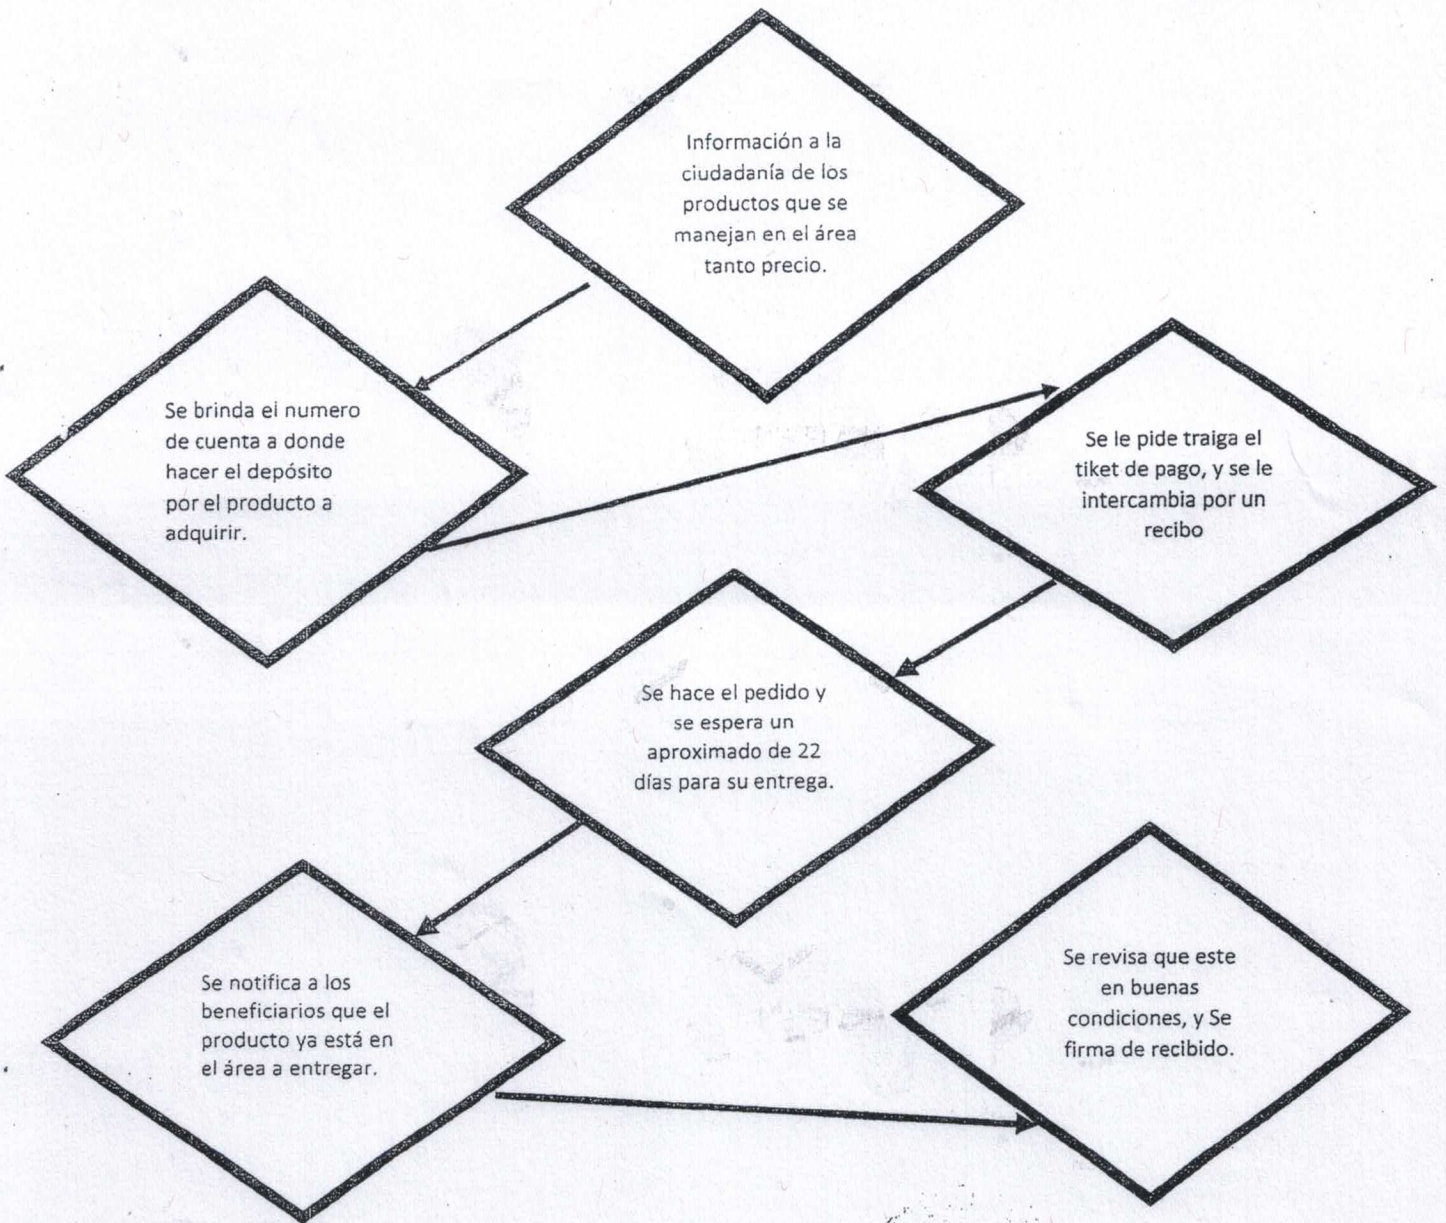 Información a la
ciudadanía de los
productos que se
manejan en el área
tanto precio.
Se brinda el numero
de cuenta a donde
hacer el depósito
por el producto a
adquirir.
Se le pide traiga el
tiket de pago, y se le
intercambia por un
recibo
Se hace el pedido y
se espera un
aproximado de 22
días para su entrega.
Se notifica a los
beneficiarios que el
producto ya está en
el área a entregar.
Se revisa que este
en buenas
condiciones, y Se
firma de recibido.